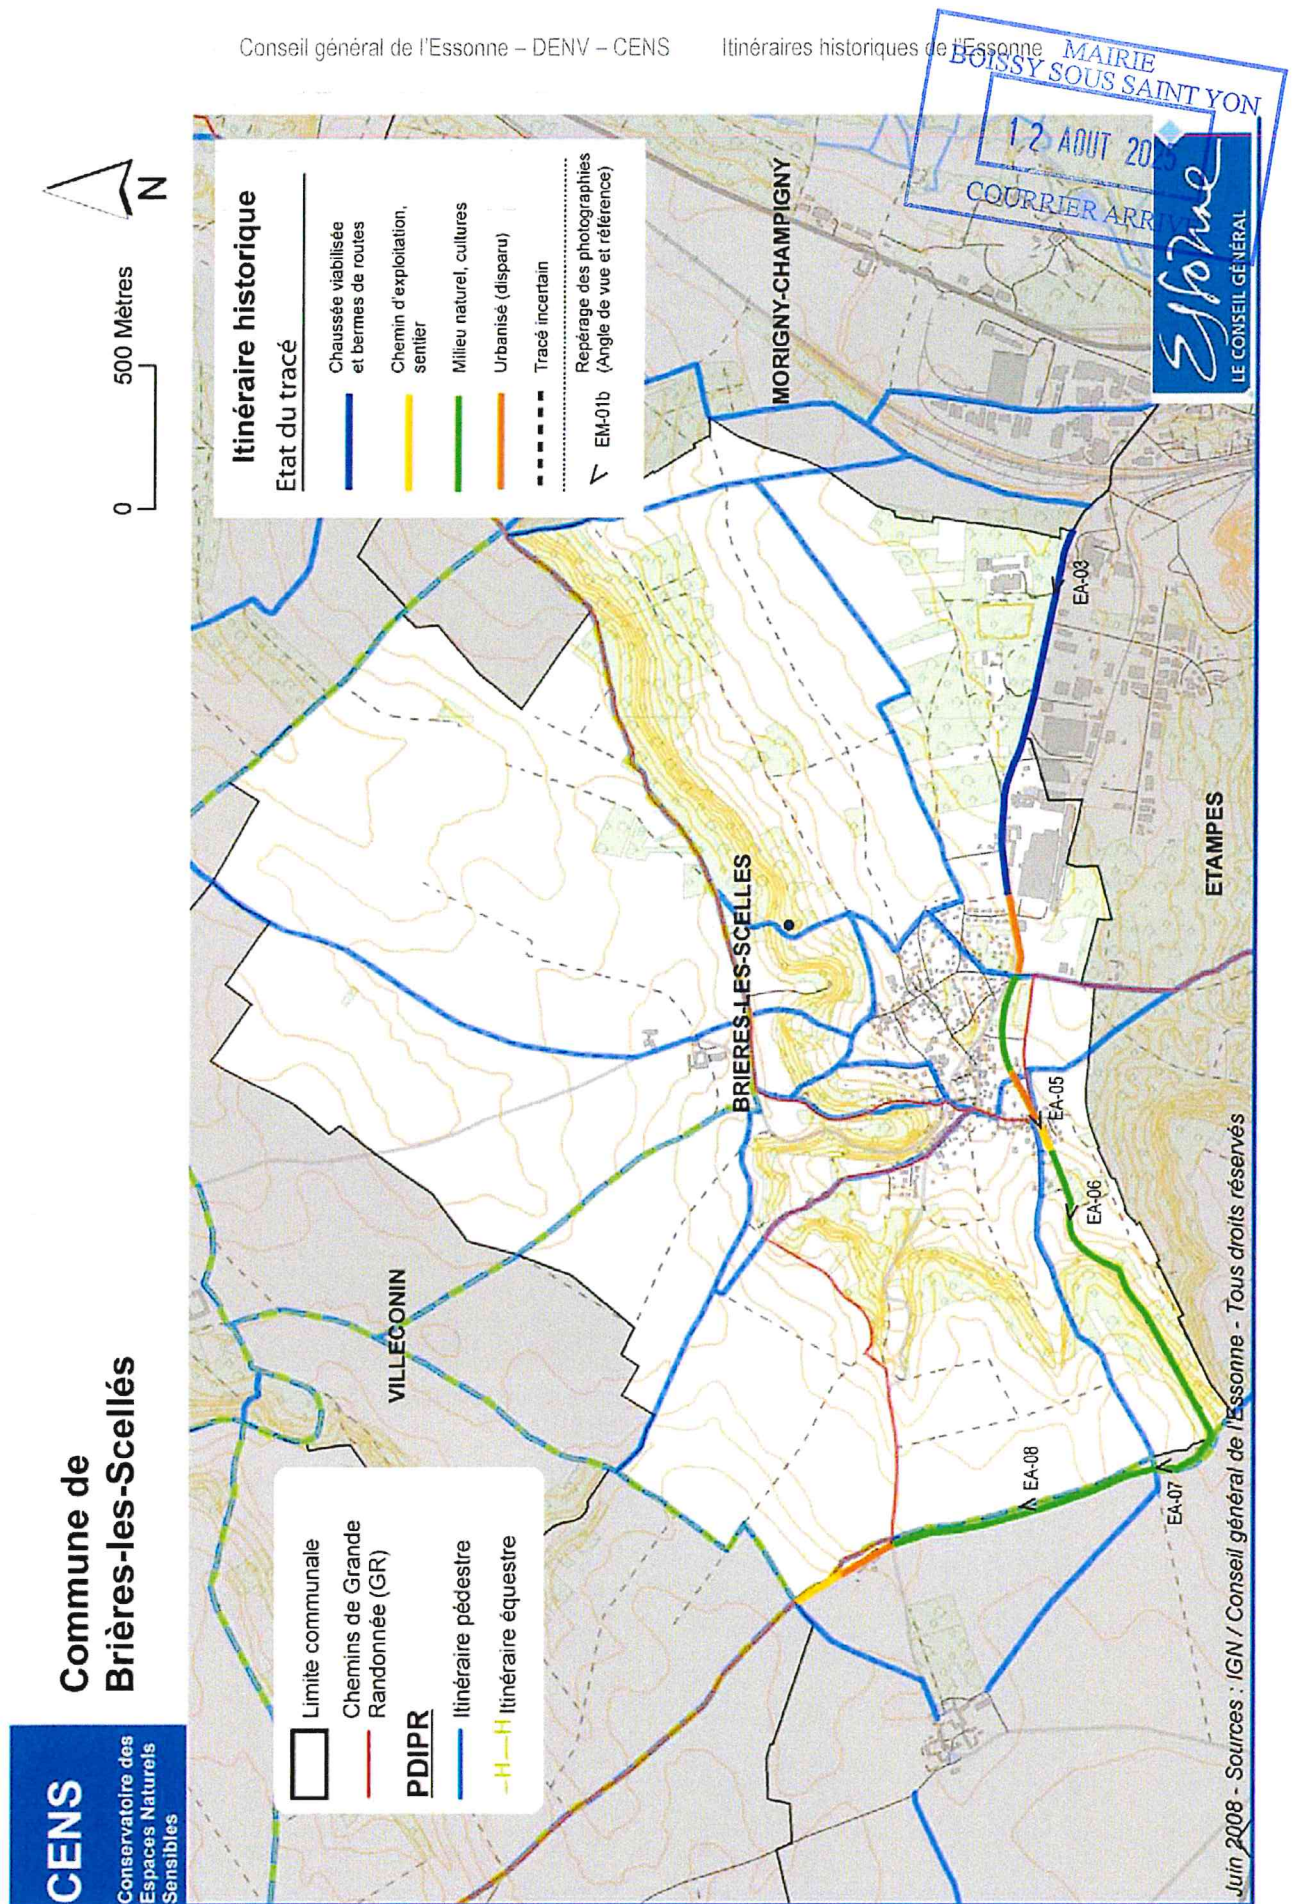 Conseil général de l'Essonne – DENV – CENS
Itinéraires historiques de l'Essonne
MAIRIE
BOISSY SOUS SAINT YON
12 AOUT 2025
COURRIER ARRIV
CENS
Conservatoire des
Espaces Naturels
Sensibles
Commune de
Brières-les-Scellés
0
500 Mètres
N
Itinéraire historique
Etat du tracé
Chaussée viabilisée
et bermes de routes
Chemin d'exploitation,
sentier
Milieu naturel, cultures
Urbanisé (disparu)
Tracé incertain
EM-01b
Repérage des photographies
(Angle de vue et référence)
Limite communale
Chemins de Grande
Randonnée (GR)
PDIPR
Itinéraire pédestre
H
H
Itinéraire équestre
VILLECONIN
BRIERES-LES-SCELLES
MORIGNY-CHAMPIGNY
ETAMPES
EA-03
EA-05
EA-06
EA-07
EA-08
Essonne
LE CONSEIL GÉNÉRAL
Juin 2008 - Sources : IGN / Conseil général de l'Essonne - Tous droits réservés